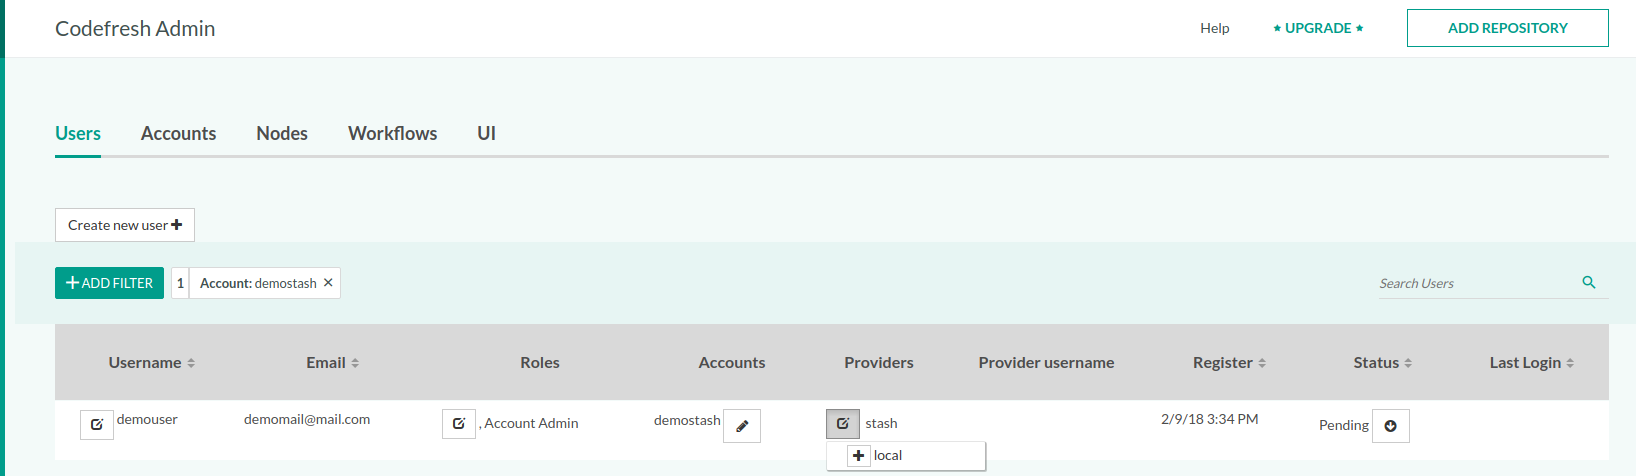 Codefresh Admin
Help
UPGRADE
ADD REPOSITORY
Users Accounts Nodes Workflows UI
Create new user
ADD FILTER 1 Account: demostash
Search Users
Username Email Roles Accounts Providers Provider username Register Status Last Login
demouser demomail@mail.com , Account Admin demostash stash 2/9/18 3:34 PM Pending
local